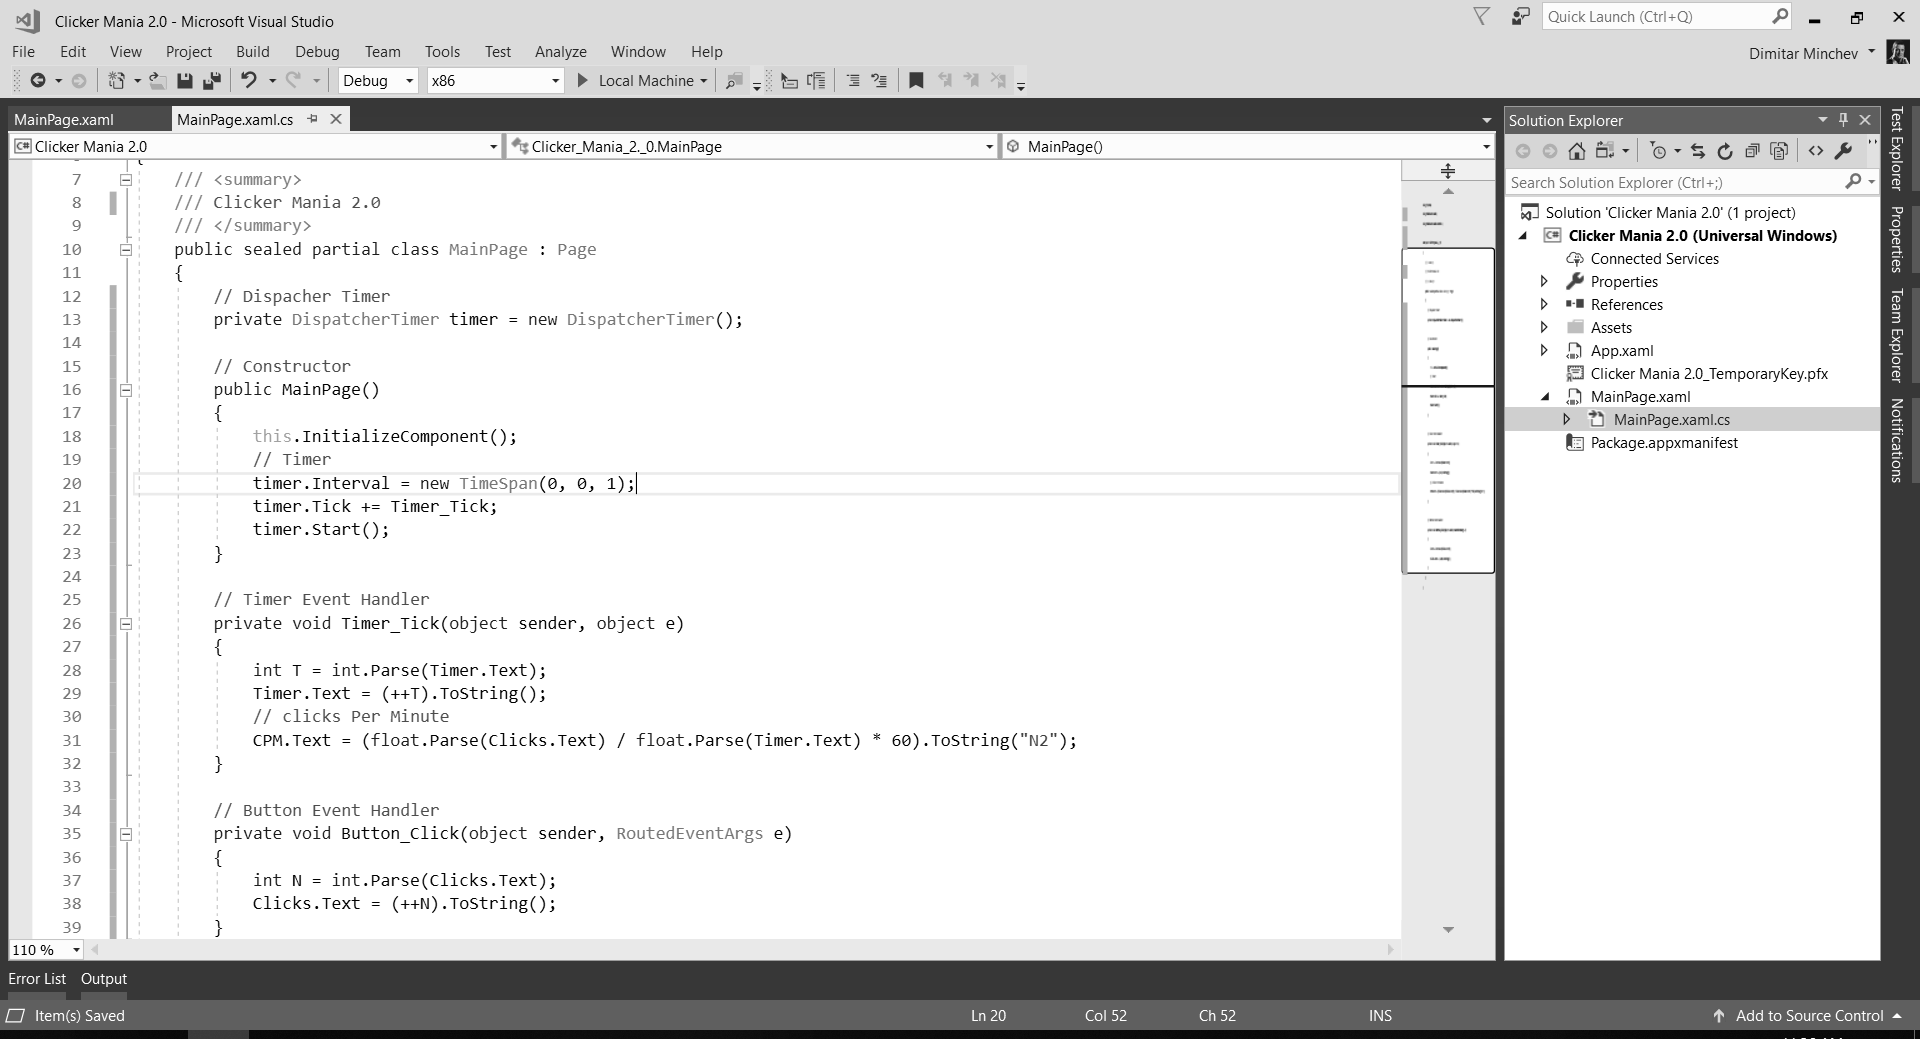 Clicker Mania 2.0 - Microsoft Visual Studio
Quick Launch (Ctrl+Q)
File Edit View Project Build Debug Team Tools Test Analyze Window Help
Dimitar Minchev
Debug x86 Local Machine
MainPage.xaml MainPage.xaml.cs
C# Clicker Mania 2.0 Clicker_Mania_2._0.MainPage MainPage()
7 /// <summary>
8 /// Clicker Mania 2.0
9 /// </summary>
10 public sealed partial class MainPage : Page
11 {
12 // Dispacher Timer
13 private DispatcherTimer timer = new DispatcherTimer();
14
15 // Constructor
16 public MainPage()
17 {
18 this.InitializeComponent();
19 // Timer
20 timer.Interval = new TimeSpan(0, 0, 1);
21 timer.Tick += Timer_Tick;
22 timer.Start();
23 }
24
25 // Timer Event Handler
26 private void Timer_Tick(object sender, object e)
27 {
28 int T = int.Parse(Timer.Text);
29 Timer.Text = (++T).ToString();
30 // clicks Per Minute
31 CPM.Text = (float.Parse(Clicks.Text) / float.Parse(Timer.Text) * 60).ToString("N2");
32 }
33
34 // Button Event Handler
35 private void Button_Click(object sender, RoutedEventArgs e)
36 {
37 int N = int.Parse(Clicks.Text);
38 Clicks.Text = (++N).ToString();
39 }
110 %
Solution Explorer
Search Solution Explorer (Ctrl+;)
Solution 'Clicker Mania 2.0' (1 project)
C# Clicker Mania 2.0 (Universal Windows)
Connected Services
Properties
References
Assets
App.xaml
Clicker Mania 2.0_TemporaryKey.pfx
MainPage.xaml
MainPage.xaml.cs
Package.appxmanifest
Test Explorer
Properties
Team Explorer
Notifications
Error List Output
Item(s) Saved Ln 20 Col 52 Ch 52 INS Add to Source Control